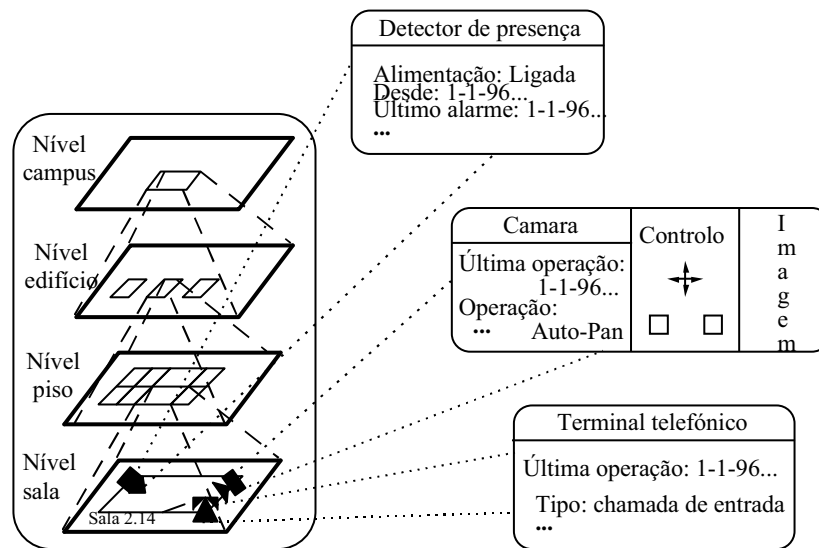 Detector de presença
Alimentação: Ligada
Desde: 1-1-96...
Último alarme: 1-1-96...
...
Nível
campus
Nível
edifício
Nível
piso
Nível
sala
Sala 2.14
Camara
Última operação:
1-1-96...
Operação:
...
Auto-Pan
Controlo
Imagem
Terminal telefónico
Última operação: 1-1-96...
Tipo: chamada de entrada
...